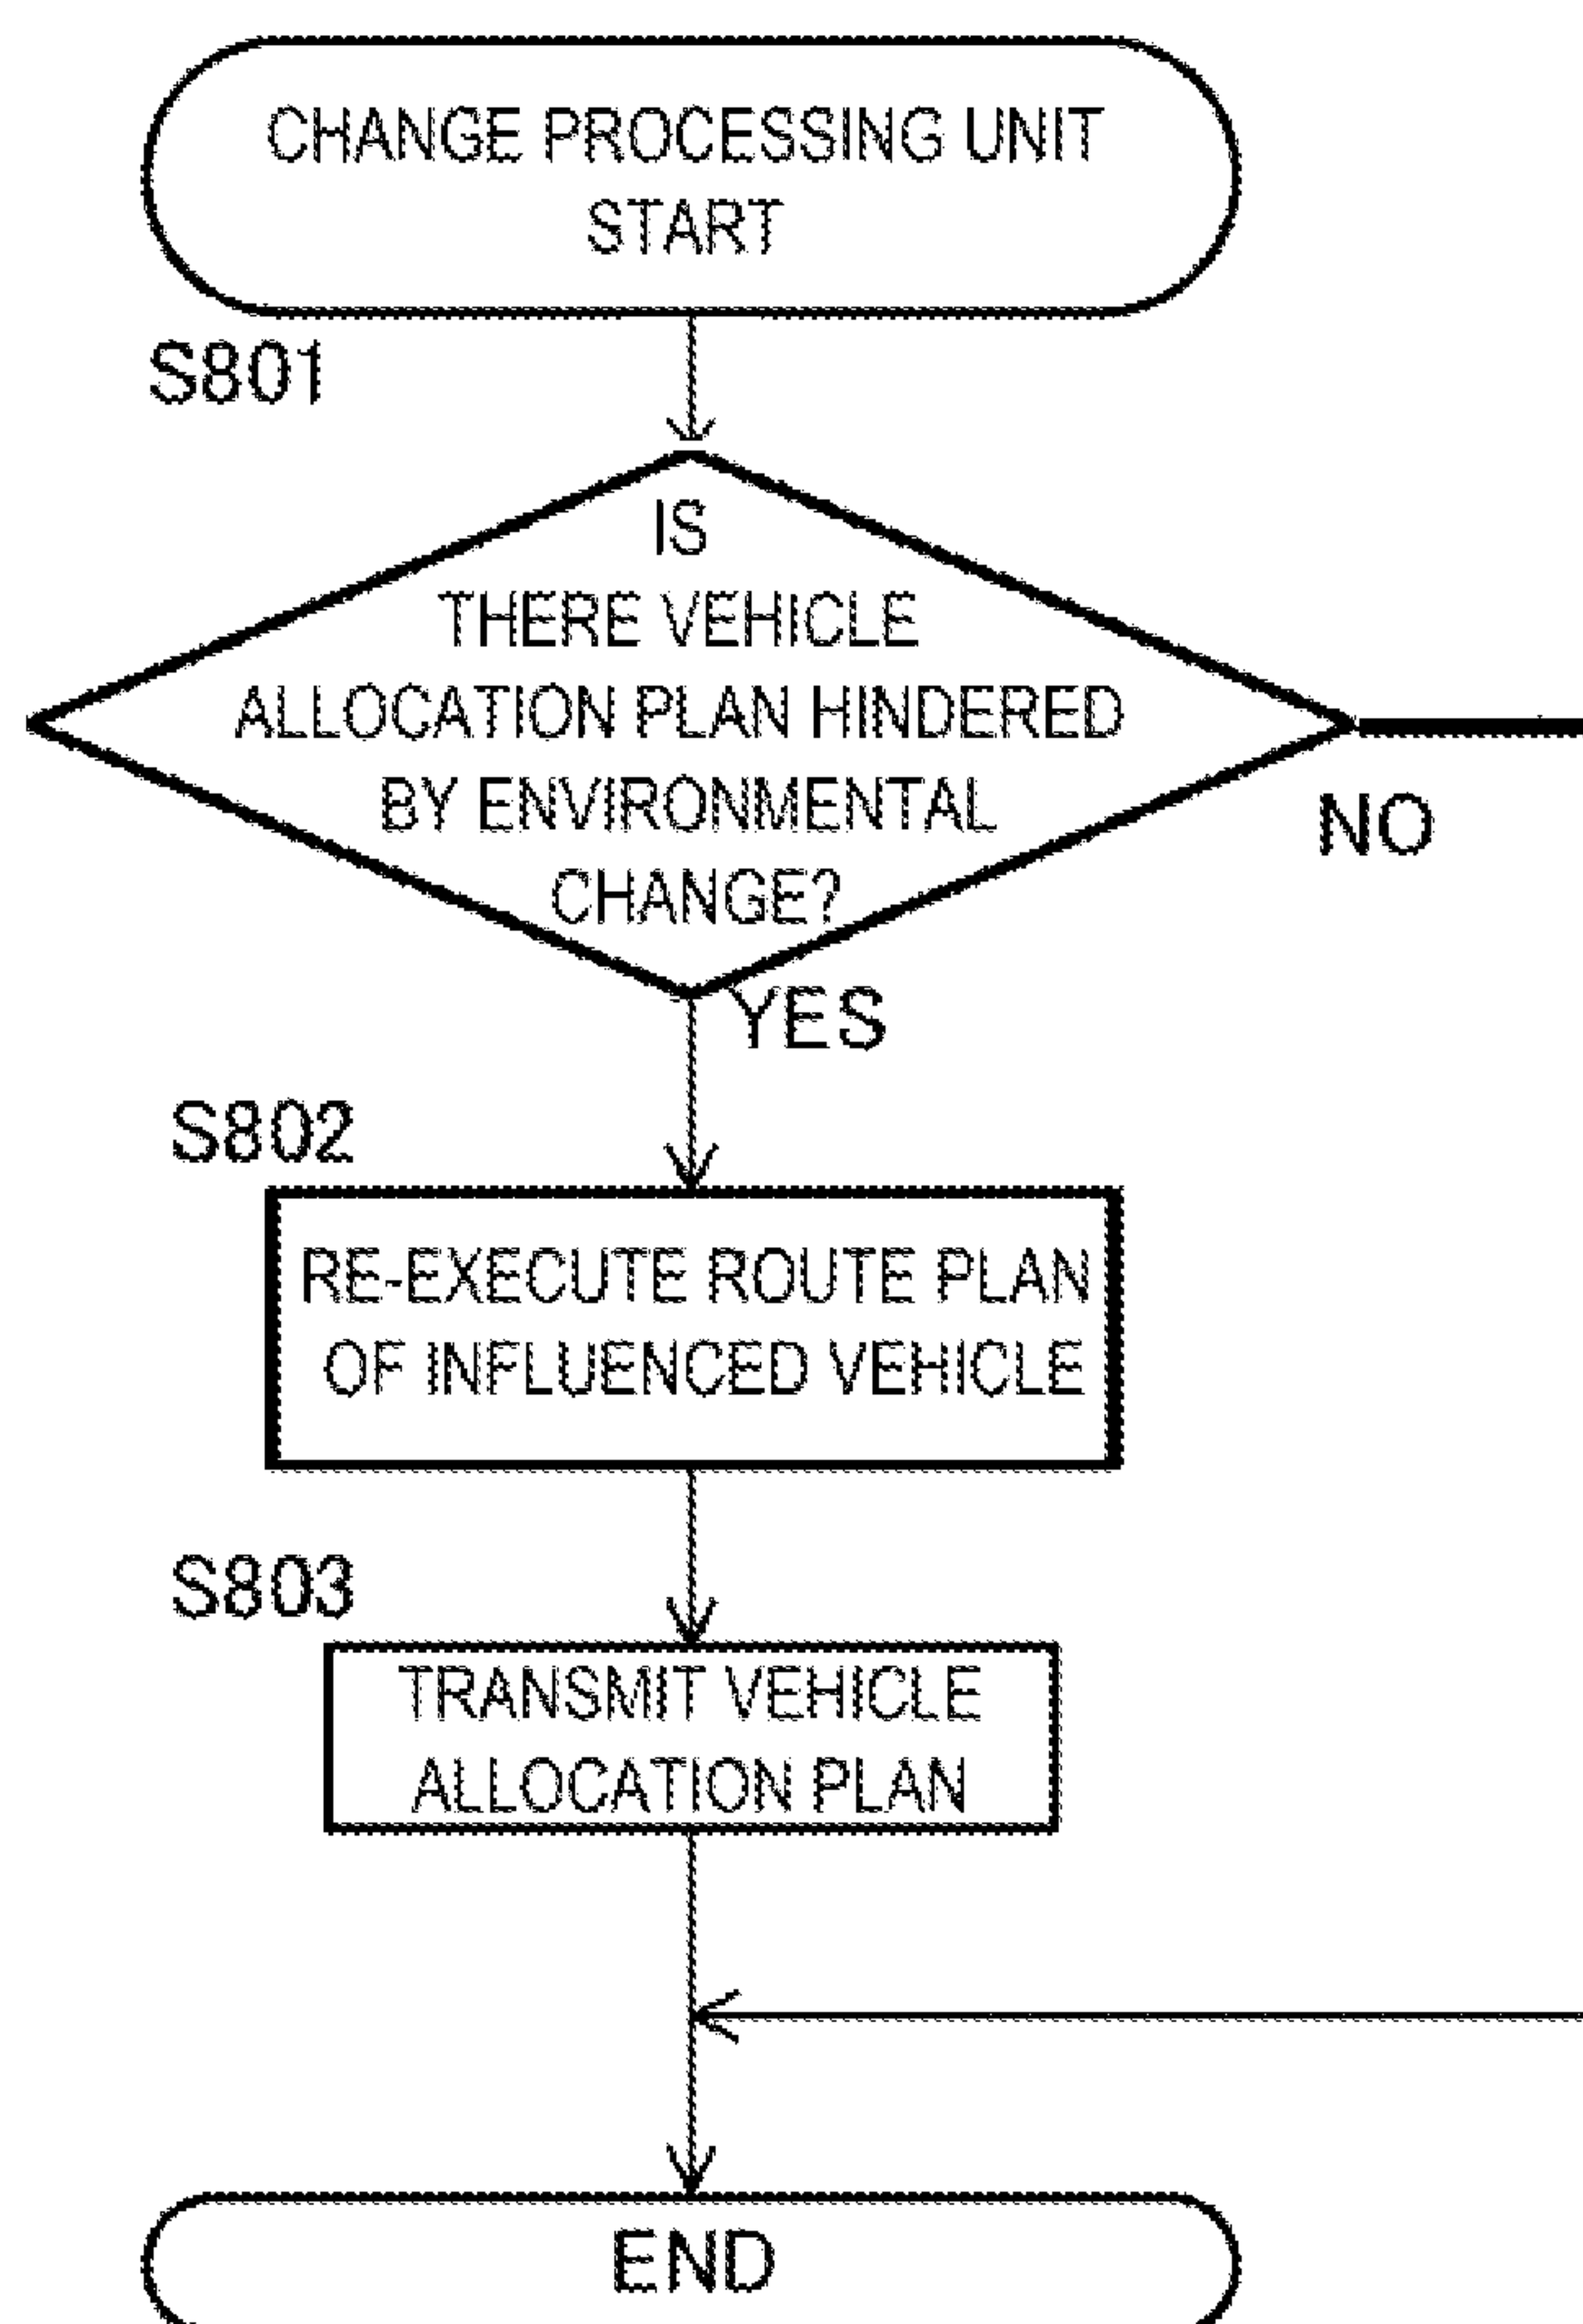 CHANGE PROCESSING UNIT
START
S801
IS
THERE VEHICLE
ALLOCATION PLAN HINDERED
BY ENVIRONMENTAL
CHANGE?
NO
YES
S802
RE-EXECUTE ROUTE PLAN
OF INFLUENCED VEHICLE
S803
TRANSMIT VEHICLE
ALLOCATION PLAN
END